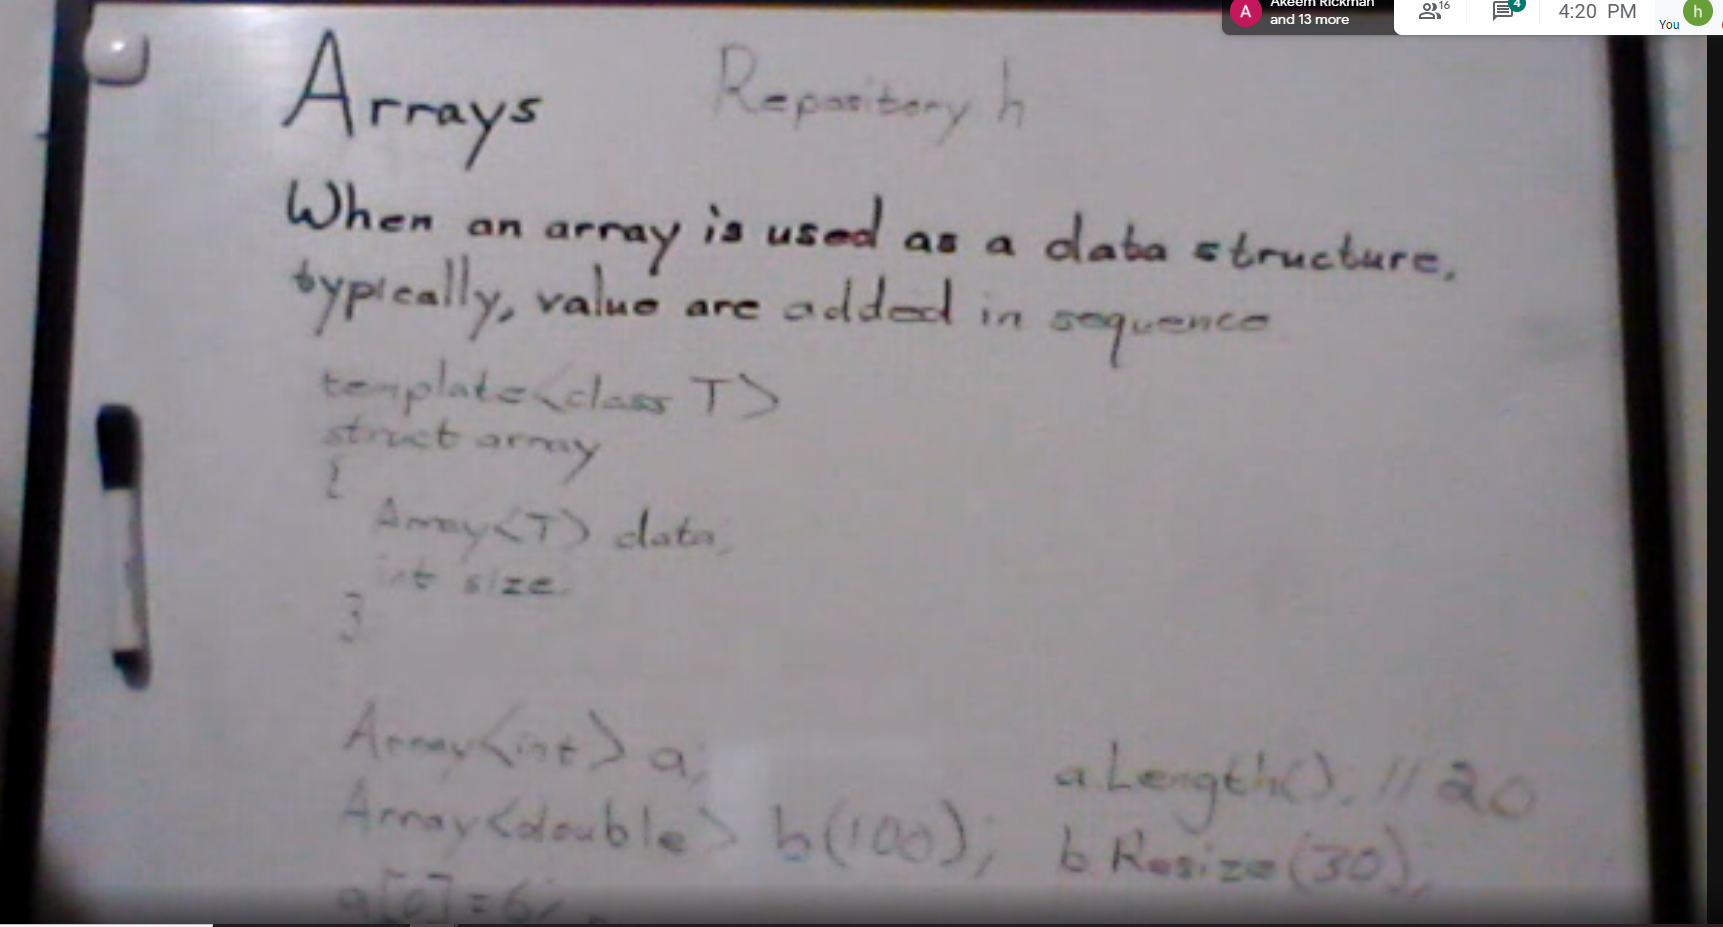 Akeem Rickman
and 13 more
A
16
4
4:20 PM
You
h
Arrays Repository h
When an array is used as a data structure,
typically, value are added in sequence
template<class T>
struct array
{
Array<T> data;
int size;
}
Array<int> a;
Array<double> b(100);
a[0]=6;
a.Length(); // 20
b.Resize(30);